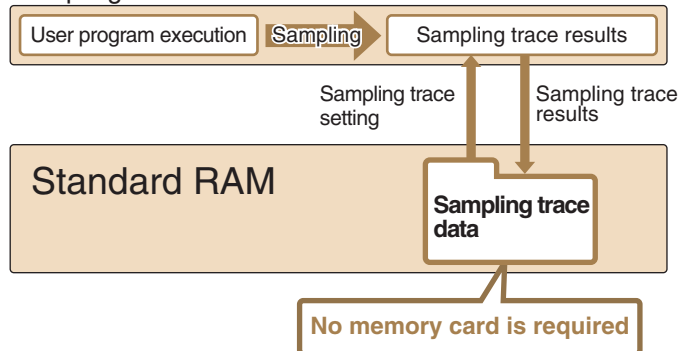 User program execution
Sampling
Sampling trace results
Sampling trace
setting
Sampling trace
results
Standard RAM
Sampling trace
data
No memory card is required